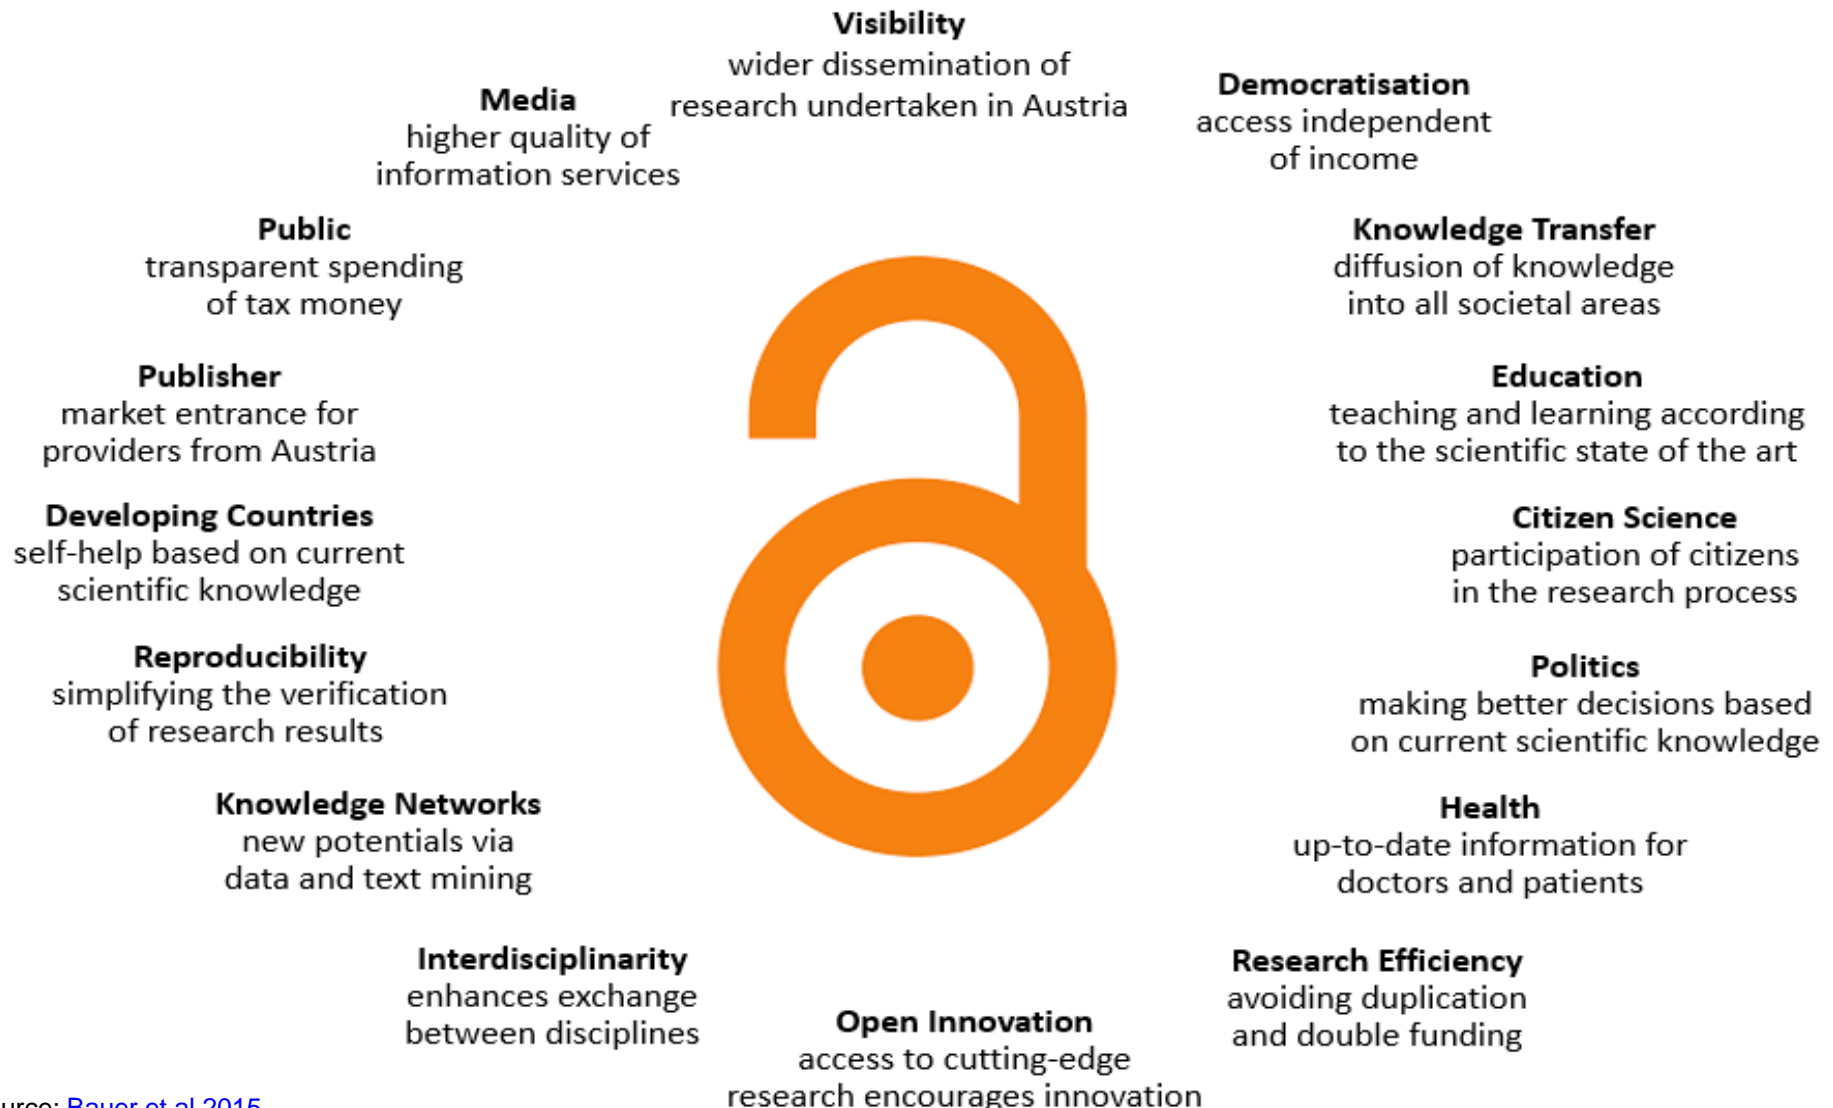 Visibility
wider dissemination of
research undertaken in Austria
Democratisation
access independent
of income
Knowledge Transfer
diffusion of knowledge
into all societal areas
Education
teaching and learning according
to the scientific state of the art
Citizen Science
participation of citizens
in the research process
Politics
making better decisions based
on current scientific knowledge
Health
up-to-date information for
doctors and patients
Research Efficiency
avoiding duplication
and double funding
Open Innovation
access to cutting-edge
research encourages innovation
Interdisciplinarity
enhances exchange
between disciplines
Knowledge Networks
new potentials via
data and text mining
Reproducibility
simplifying the verification
of research results
Developing Countries
self-help based on current
scientific knowledge
Publisher
market entrance for
providers from Austria
Public
transparent spending
of tax money
Media
higher quality of
information services
urce: Bauer et al 2015